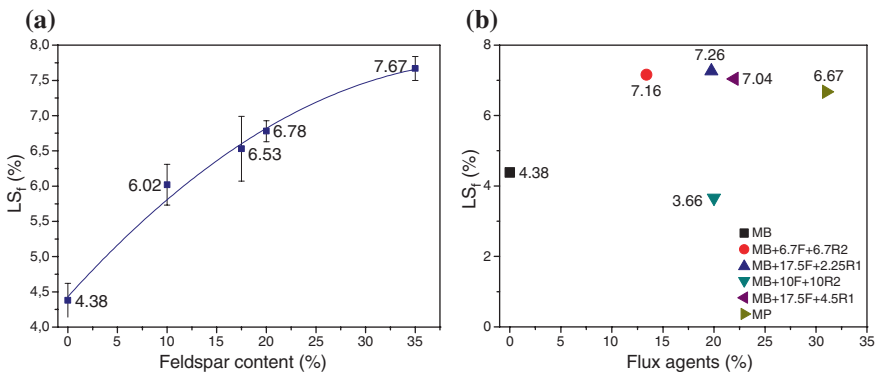 (a)
8,0
7,5
7,0
6,5
6,0
5,5
5,0
4,5
4,0
LSf (%)
7.67
6.78
6.53
6.02
4.38
0 5 10 15 20 25 30 35
Feldspar content (%)
(b)
8
6
4
2
0
LSf (%)
7.26
7.16
7.04
6.67
4.38
3.66
MB
MB+6.7F+6.7R2
MB+17.5F+2.25R1
MB+10F+10R2
MB+17.5F+4.5R1
MP
0 5 10 15 20 25 30 35
Flux agents (%)